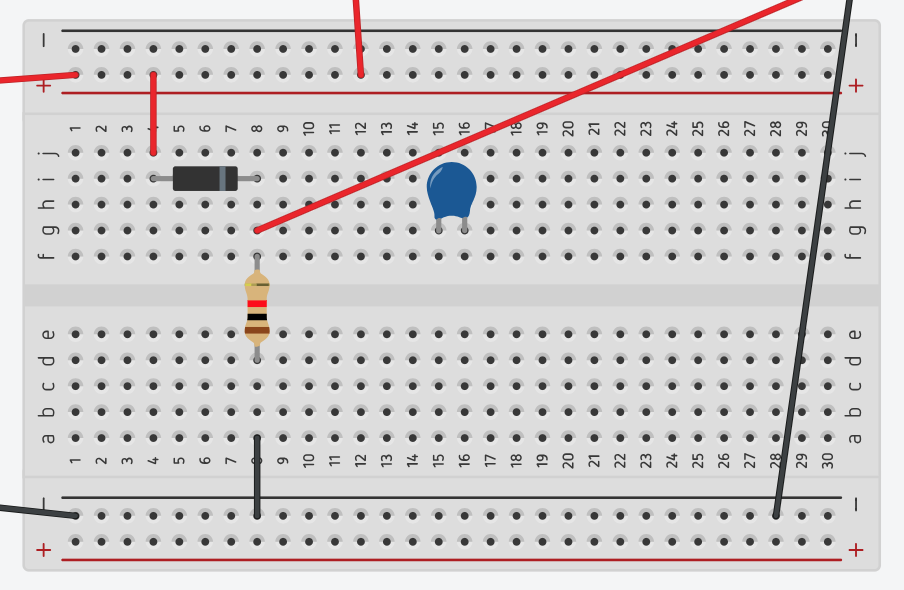 − −
+ +
1 2 3 4 5 6 7 8 9 10 11 12 13 14 15 16 17 18 19 20 21 22 23 24 25 26 27 28 29 30
j j
i i
h h
g g
f f
e e
d d
c c
b b
a a
1 2 3 4 5 6 7 8 9 10 11 12 13 14 15 16 17 18 19 20 21 22 23 24 25 26 27 28 29 30
− −
+ +